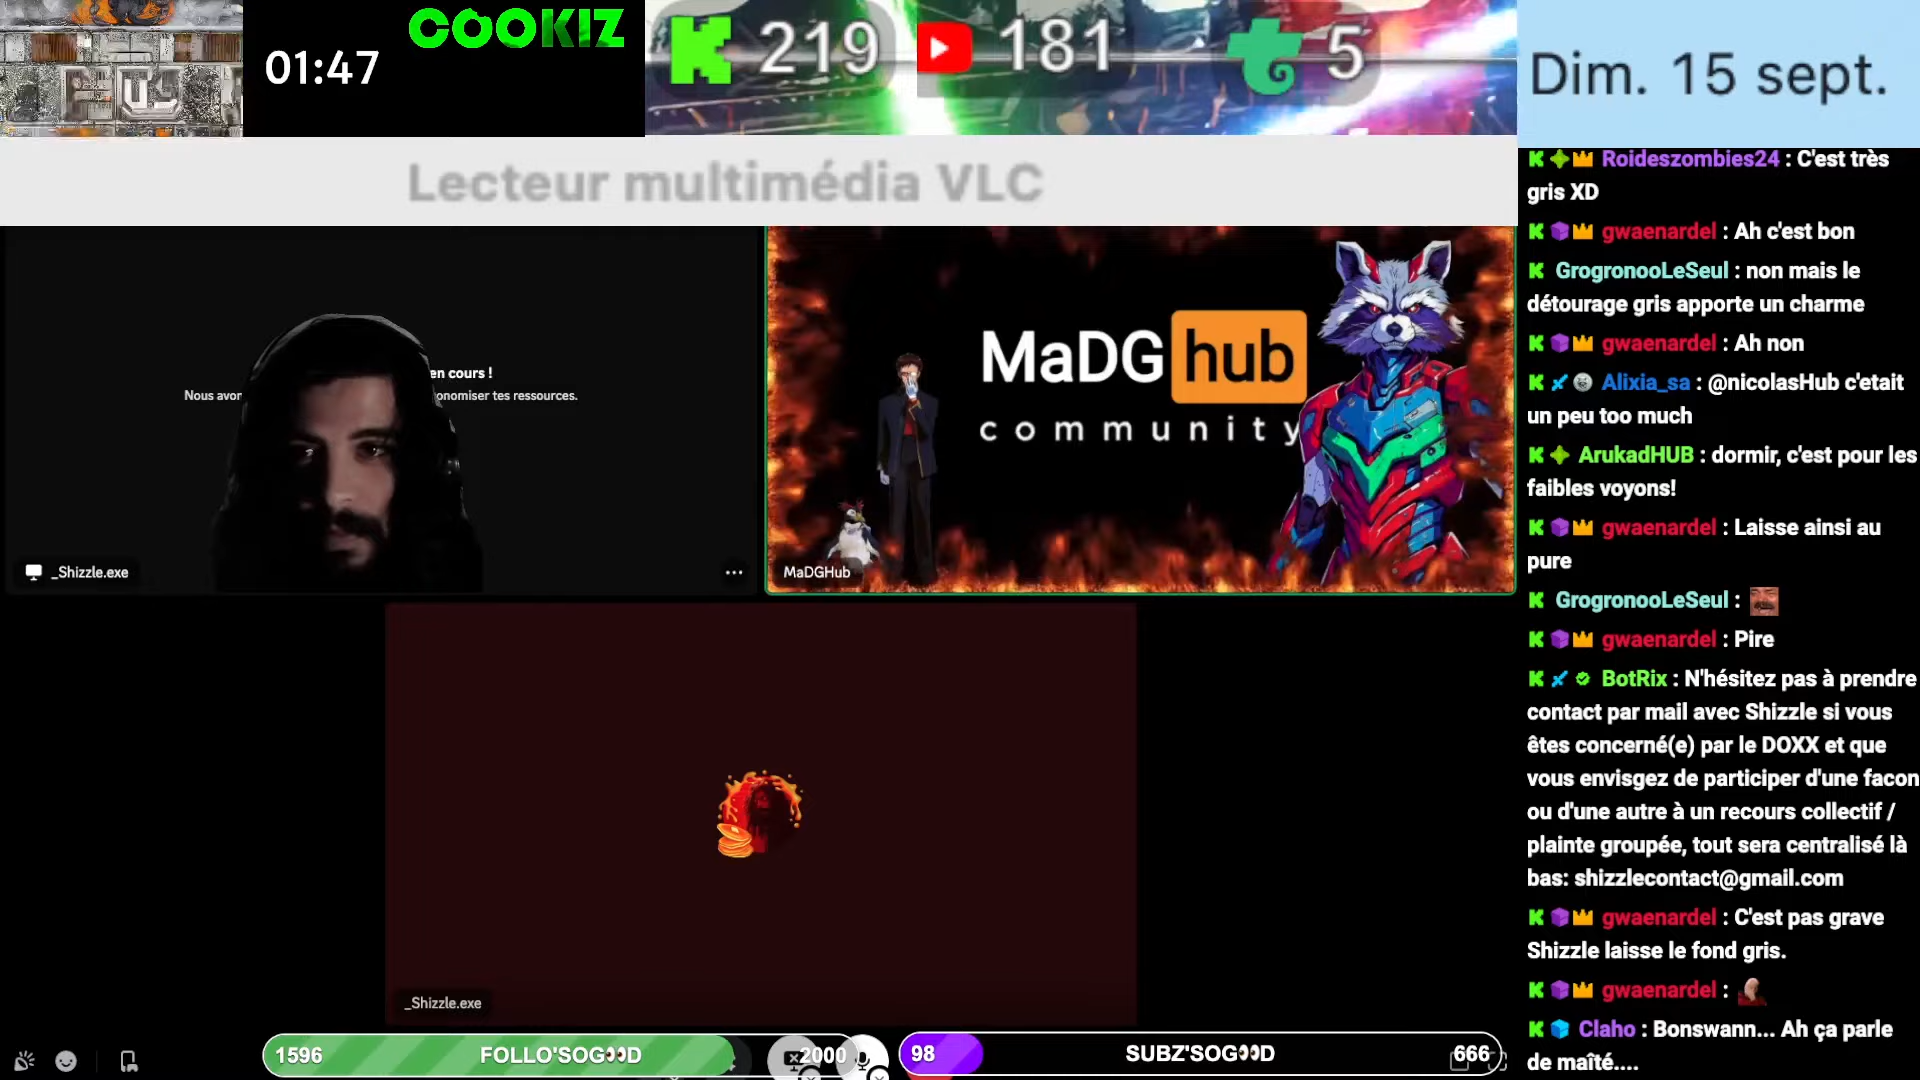 01:47
COOKIZ
219
181
5
Dim. 15 sept.
Lecteur multimédia VLC
en cours !
Nous avor
onomiser tes ressources.
_Shizzle.exe
MaDG hub
community
MaDGHub
_Shizzle.exe
1596 FOLLO'SOG👀D 2000
98 SUBZ'SOG👀D 666
Roideszombies24 : C'est très
gris XD
gwaenardel : Ah c'est bon
GrogronooLeSeul : non mais le
détourage gris apporte un charme
gwaenardel : Ah non
Alixia_sa : @nicolasHub c'etait
un peu too much
ArukadHUB : dormir, c'est pour les
faibles voyons!
gwaenardel : Laisse ainsi au
pure
GrogronooLeSeul :
gwaenardel : Pire
BotRix : N'hésitez pas à prendre
contact par mail avec Shizzle si vous
êtes concerné(e) par le DOXX et que
vous envisgez de participer d'une facon
ou d'une autre à un recours collectif /
plainte groupée, tout sera centralisé là
bas: shizzlecontact@gmail.com
gwaenardel : C'est pas grave
Shizzle laisse le fond gris.
gwaenardel :
Claho : Bonswann... Ah ça parle
de maîté....